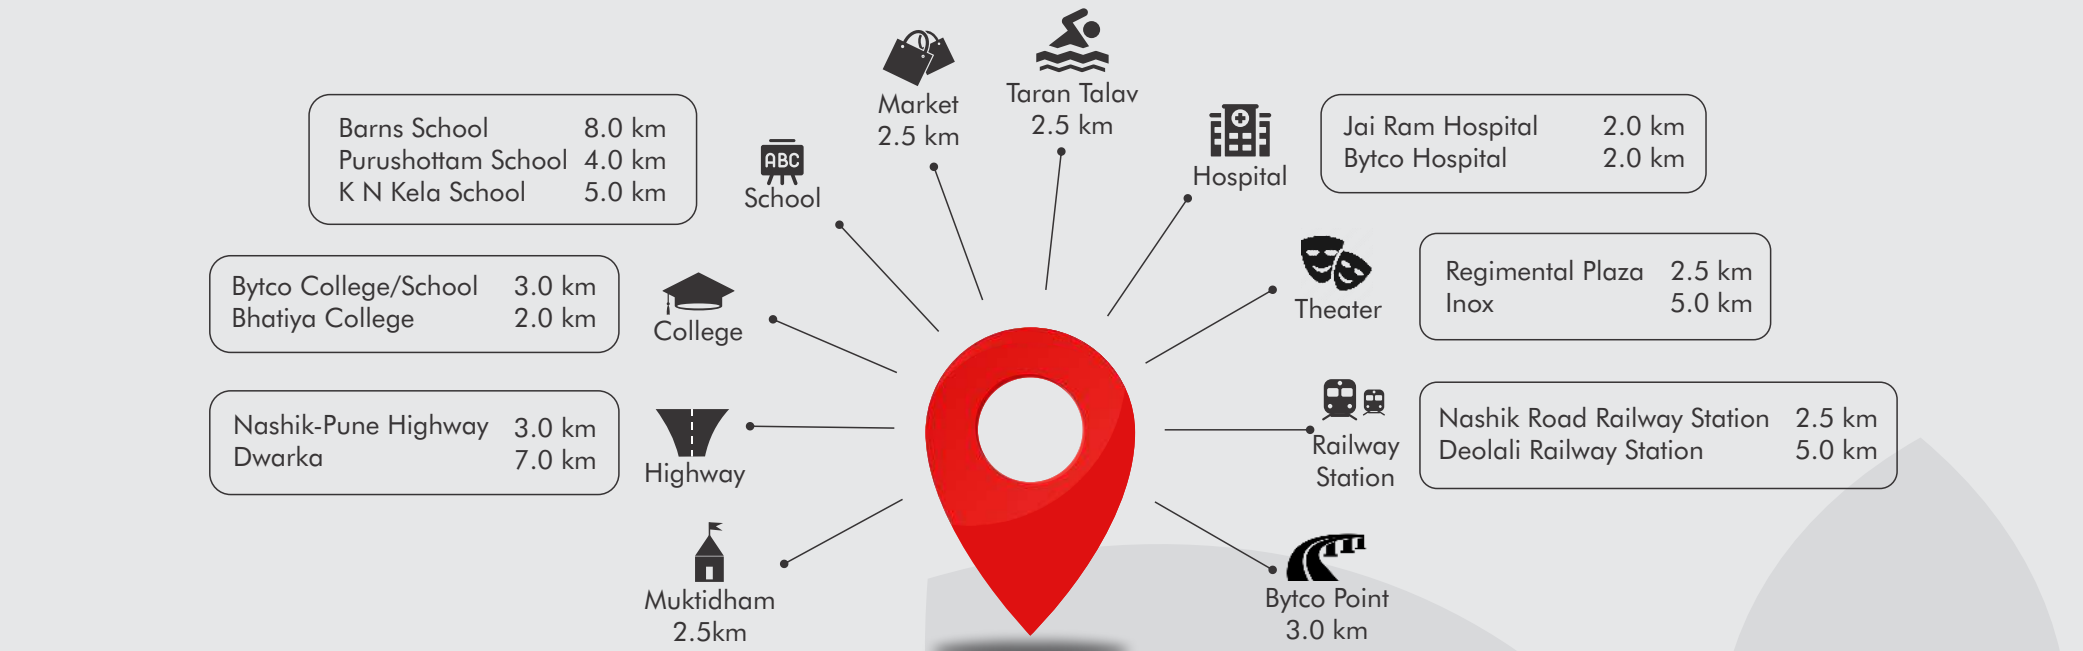 Market
2.5 km
Taran Talav
2.5 km
Barns School 8.0 km
Purushottam School 4.0 km
K N Kela School 5.0 km
ABC
School
Hospital
Jai Ram Hospital 2.0 km
Bytco Hospital 2.0 km
Bytco College/School 3.0 km
Bhatiya College 2.0 km
College
Theater
Regimental Plaza 2.5 km
Inox 5.0 km
Nashik-Pune Highway 3.0 km
Dwarka 7.0 km
Highway
Railway
Station
Nashik Road Railway Station 2.5 km
Deolali Railway Station 5.0 km
Muktidham
2.5km
Bytco Point
3.0 km